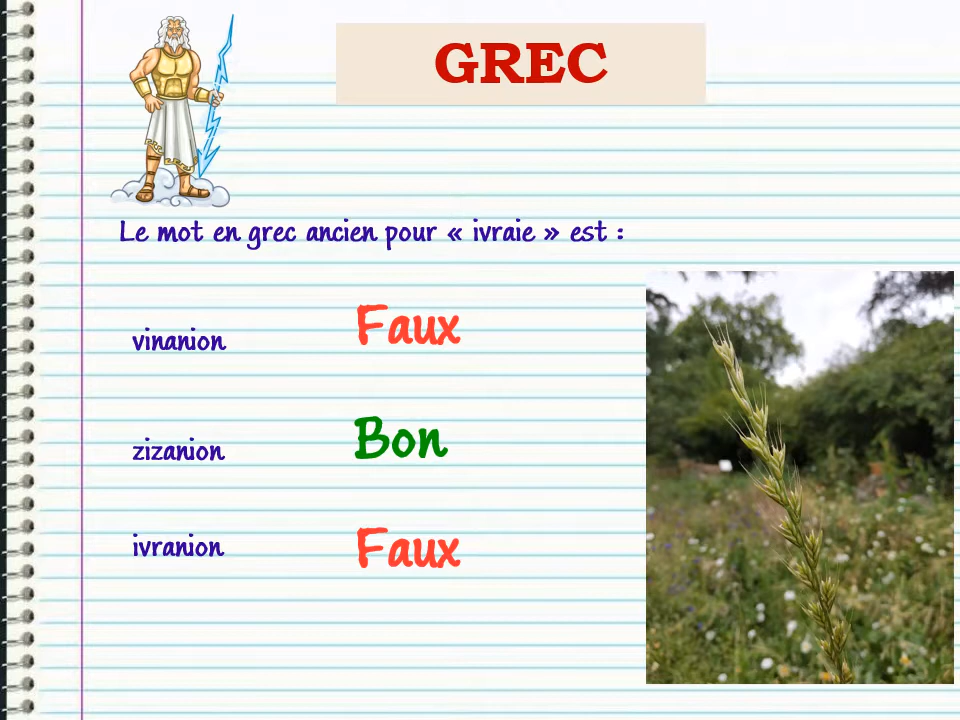 GREC
Le mot en grec ancien pour « ivraie » est :
vinanion Faux
zizanion Bon
ivranion Faux